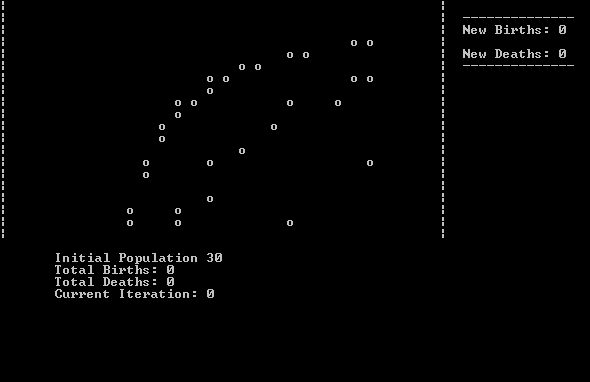 New Births: 0
New Deaths: 0
Initial Population 30
Total Births: 0
Total Deaths: 0
Current Iteration: 0